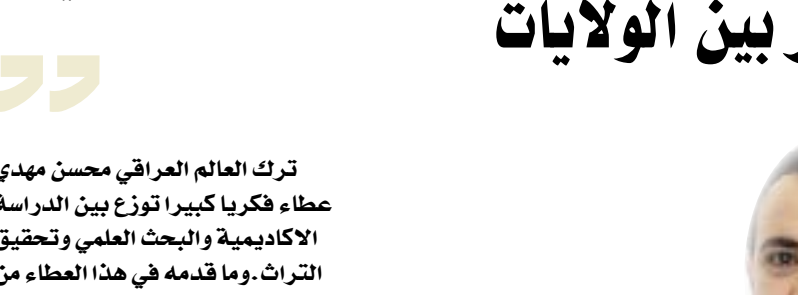 بين الولايات
ترك العالم العراقي محسن مهدي
عطاء فكريا كبيرا توزع بين الدراسة
الاكاديمية والبحث العلمي وتحقيق
التراث.وما قدمه في هذا العطاء من